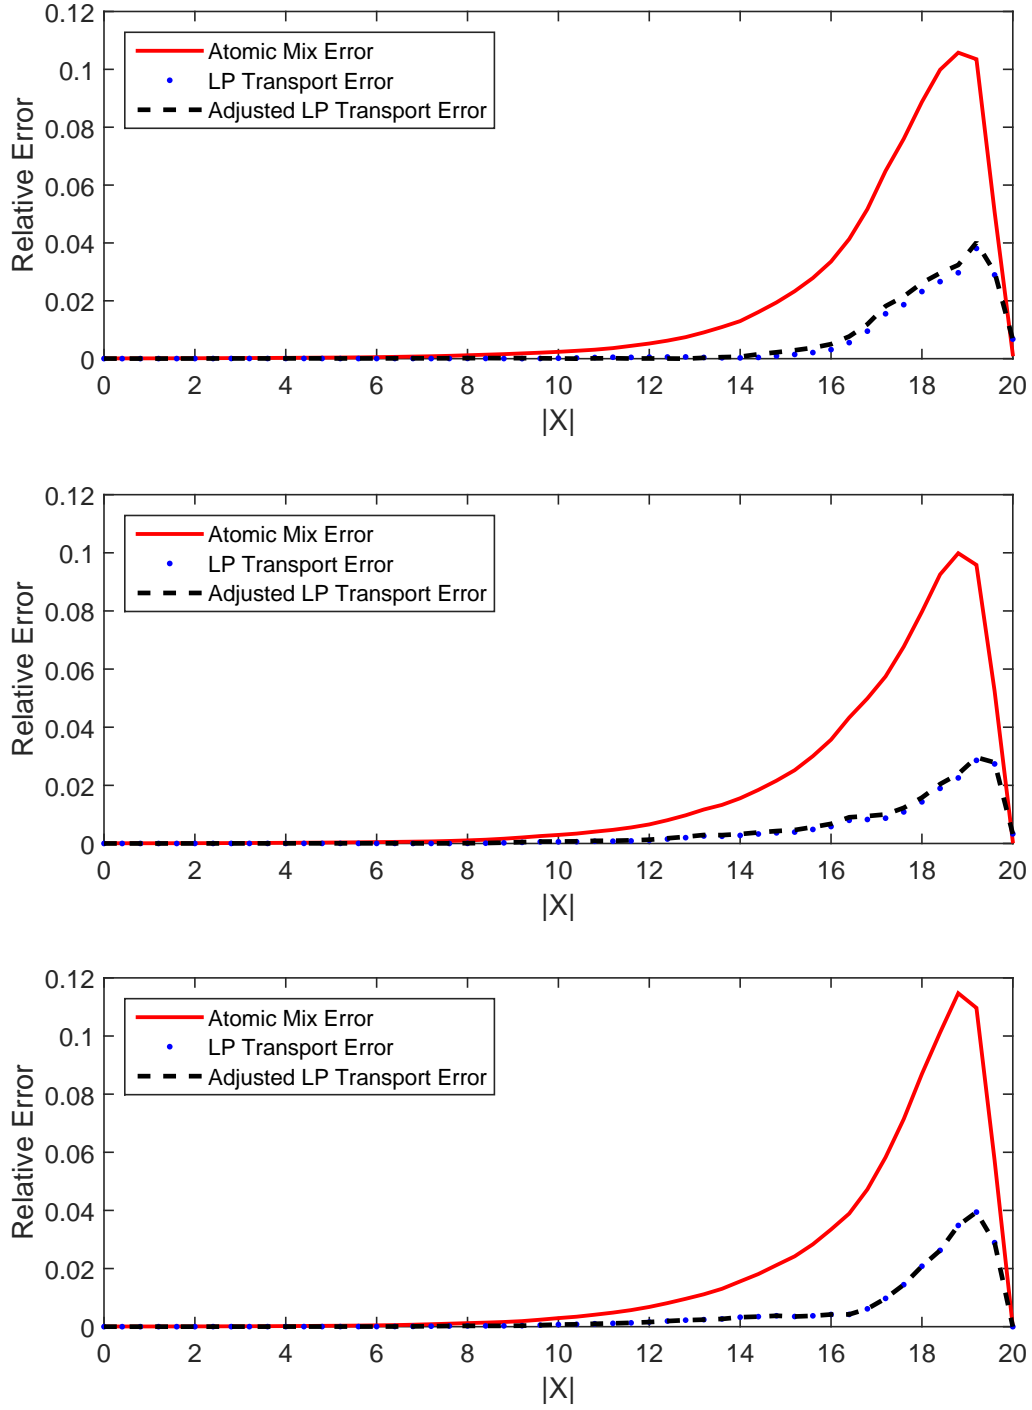 0.12
0.1
0.08
0.06
0.04
0.02
0
Relative Error
Atomic Mix Error
LP Transport Error
Adjusted LP Transport Error
0 2 4 6 8 10 12 14 16 18 20
|X|
0.12
0.1
0.08
0.06
0.04
0.02
0
Relative Error
Atomic Mix Error
LP Transport Error
Adjusted LP Transport Error
0 2 4 6 8 10 12 14 16 18 20
|X|
0.12
0.1
0.08
0.06
0.04
0.02
0
Relative Error
Atomic Mix Error
LP Transport Error
Adjusted LP Transport Error
0 2 4 6 8 10 12 14 16 18 20
|X|